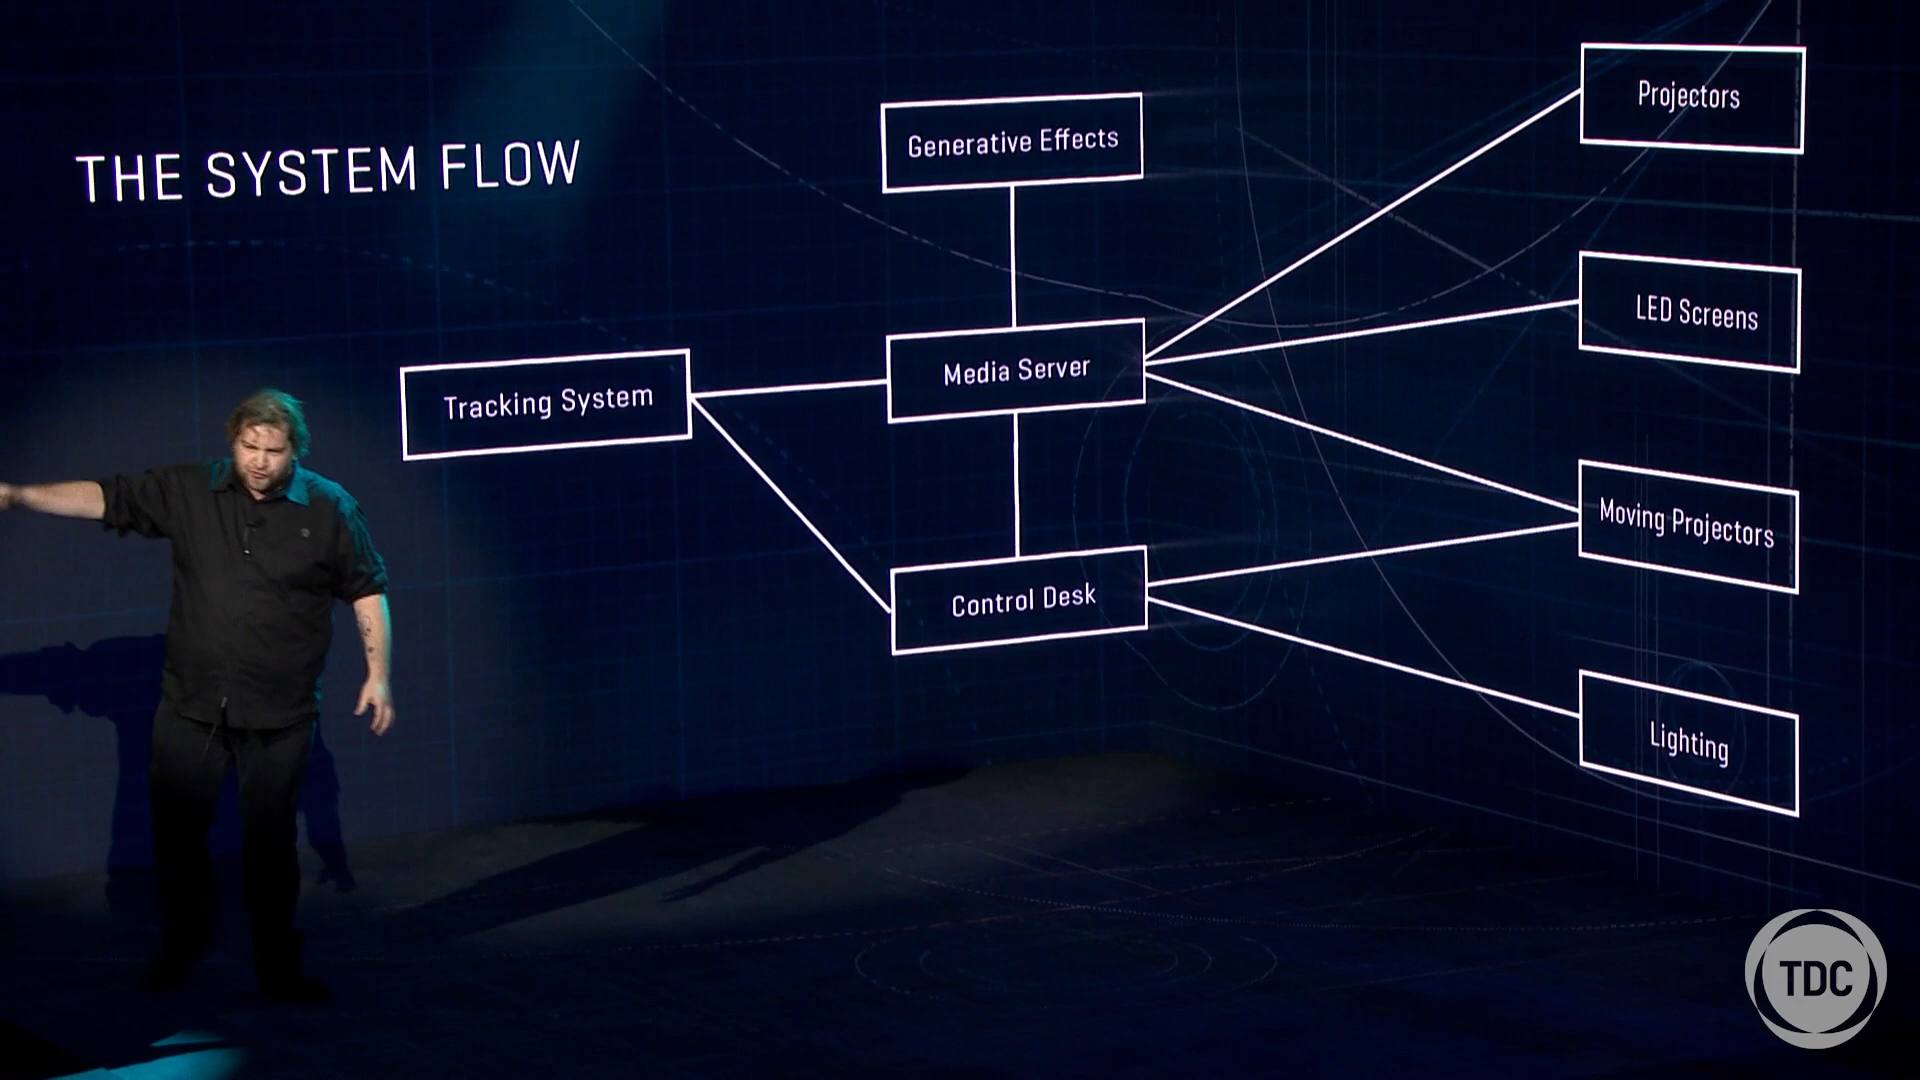 THE SYSTEM FLOW
Generative Effects
Projectors
LED Screens
Tracking System
Media Server
Moving Projectors
Control Desk
Lighting
TDC